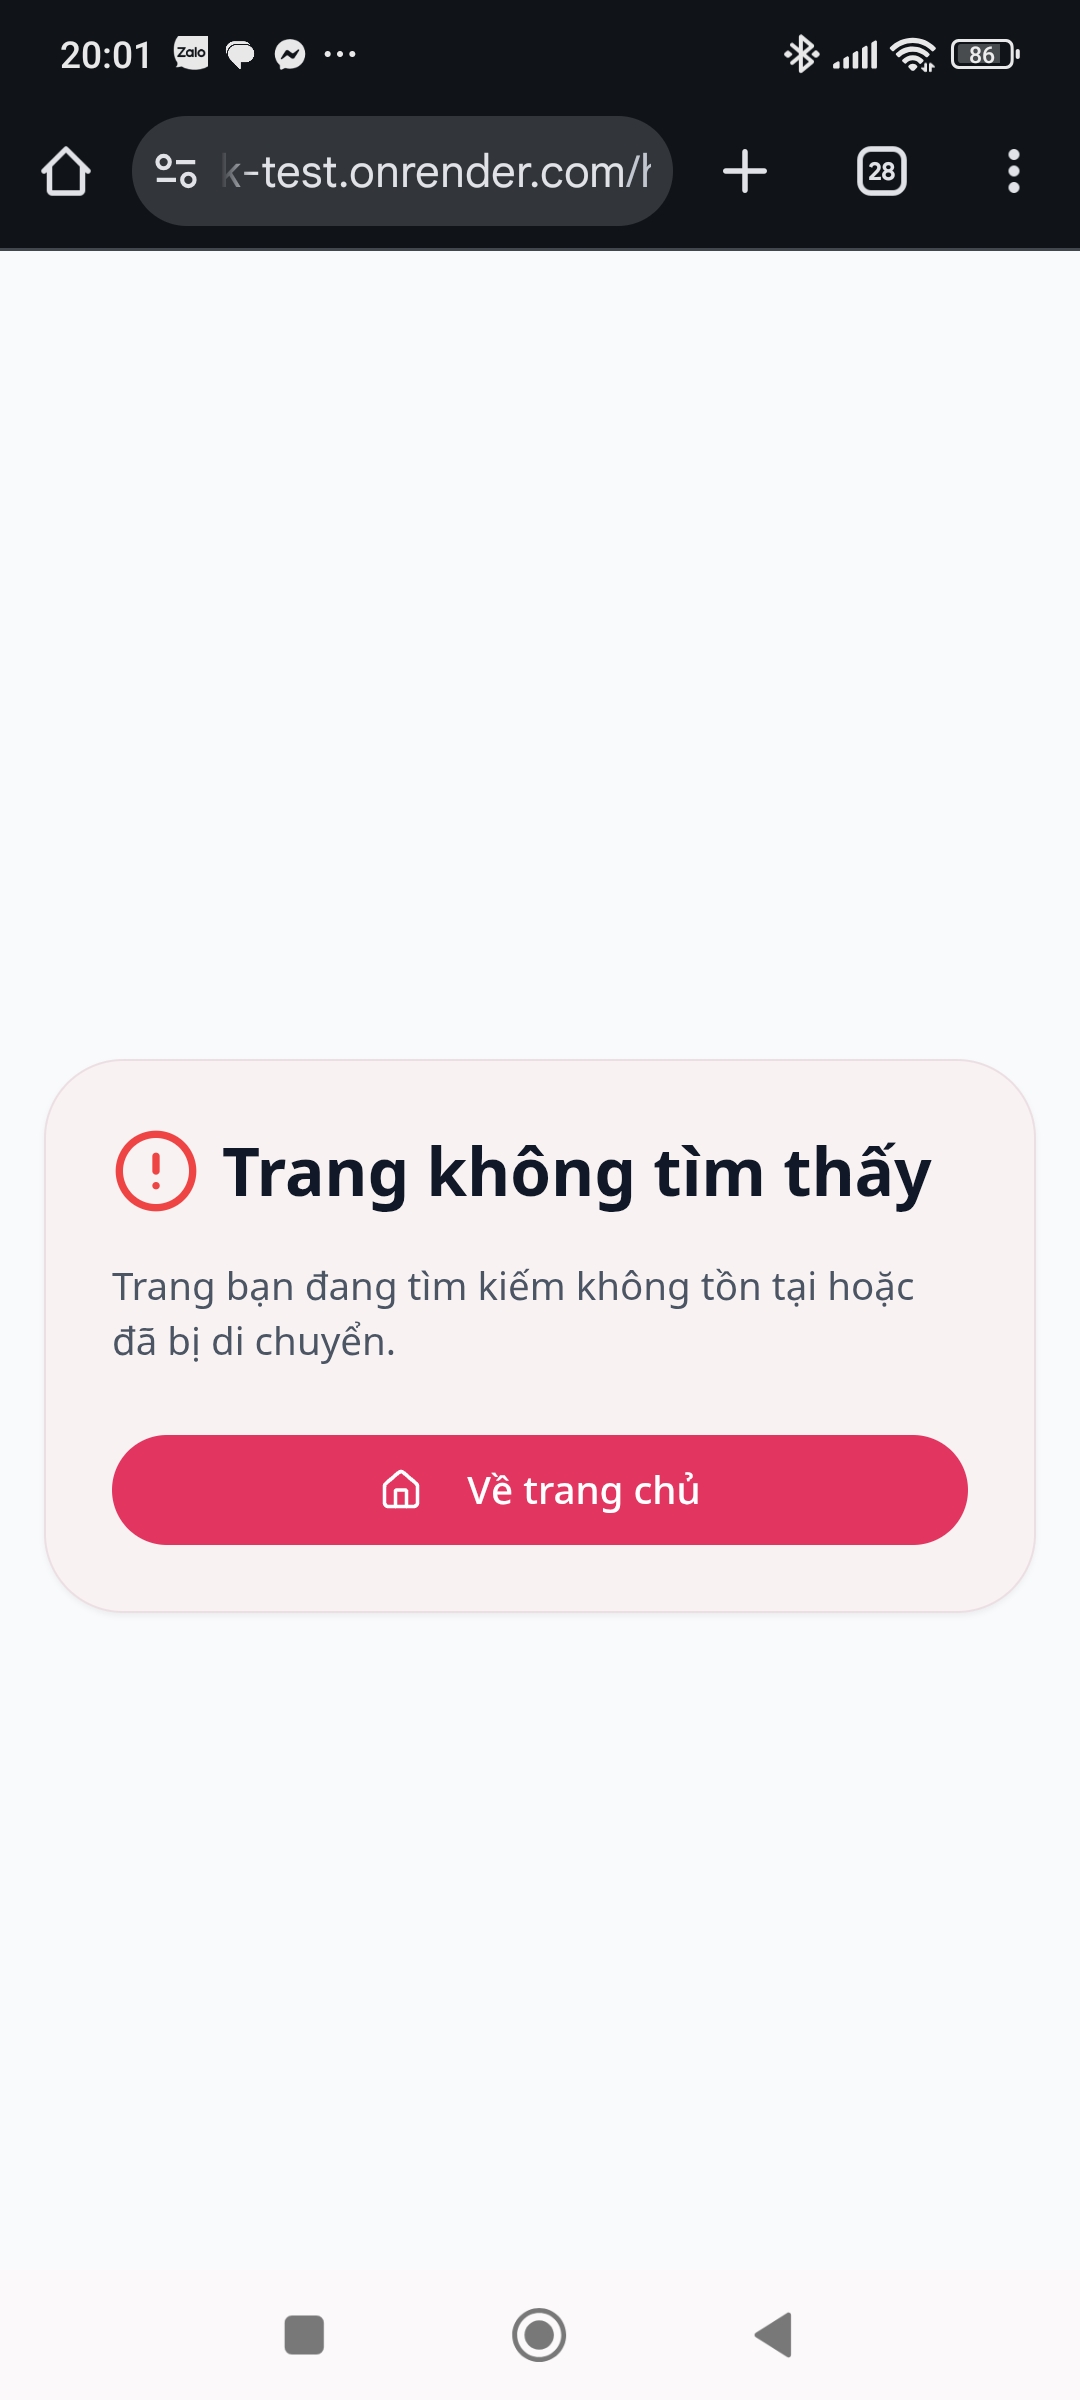 20:01
Zalo
86
k-test.onrender.com/h
28
Trang không tìm thấy
Trang bạn đang tìm kiếm không tồn tại hoặc
đã bị di chuyển.
Về trang chủ